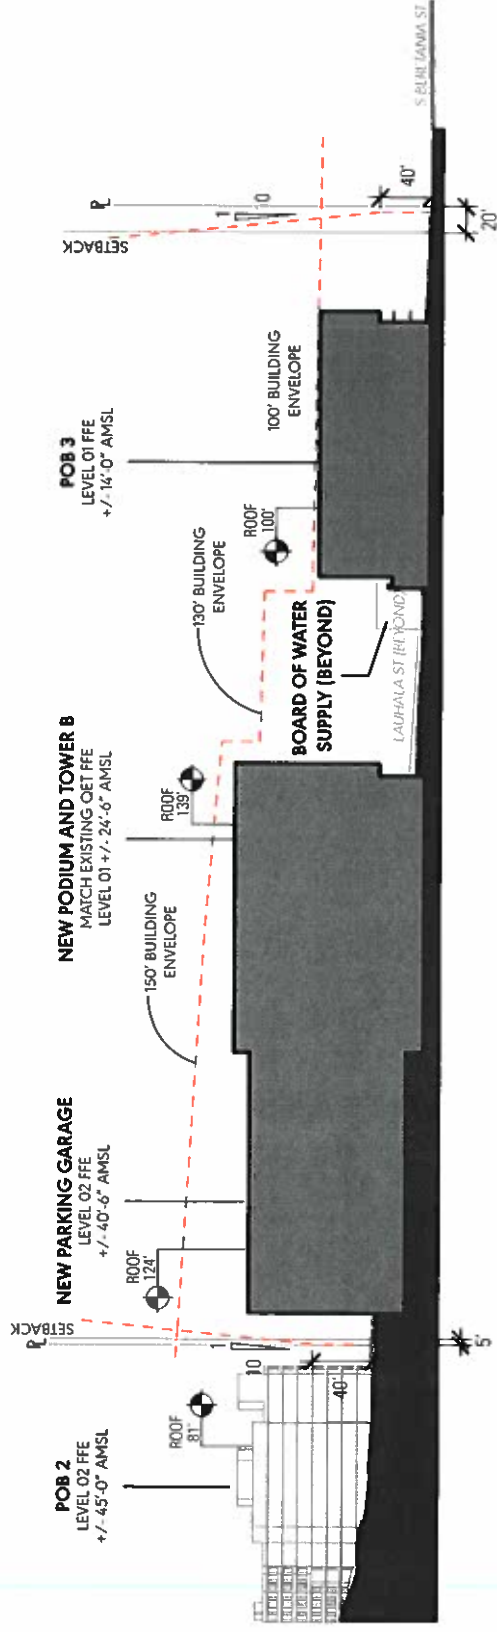 POB 2
LEVEL 02 FFE
+/- 45'-0" AMSL
ROOF
81'
SETBACK
PL
1
10
40'
5'
NEW PARKING GARAGE
LEVEL 02 FFE
+/- 40'-6" AMSL
ROOF
124'
150' BUILDING
ENVELOPE
NEW PODIUM AND TOWER B
MATCH EXISTING QET FFE
LEVEL 01 +/- 24'-6" AMSL
ROOF
139'
130' BUILDING
ENVELOPE
BOARD OF WATER
SUPPLY (BEYOND)
LAUHALA ST (BEYOND)
POB 3
LEVEL 01 FFE
+/- 14'-0" AMSL
ROOF
100'
100' BUILDING
ENVELOPE
SETBACK
PL
1
10
40'
20'
S BERETANIA ST